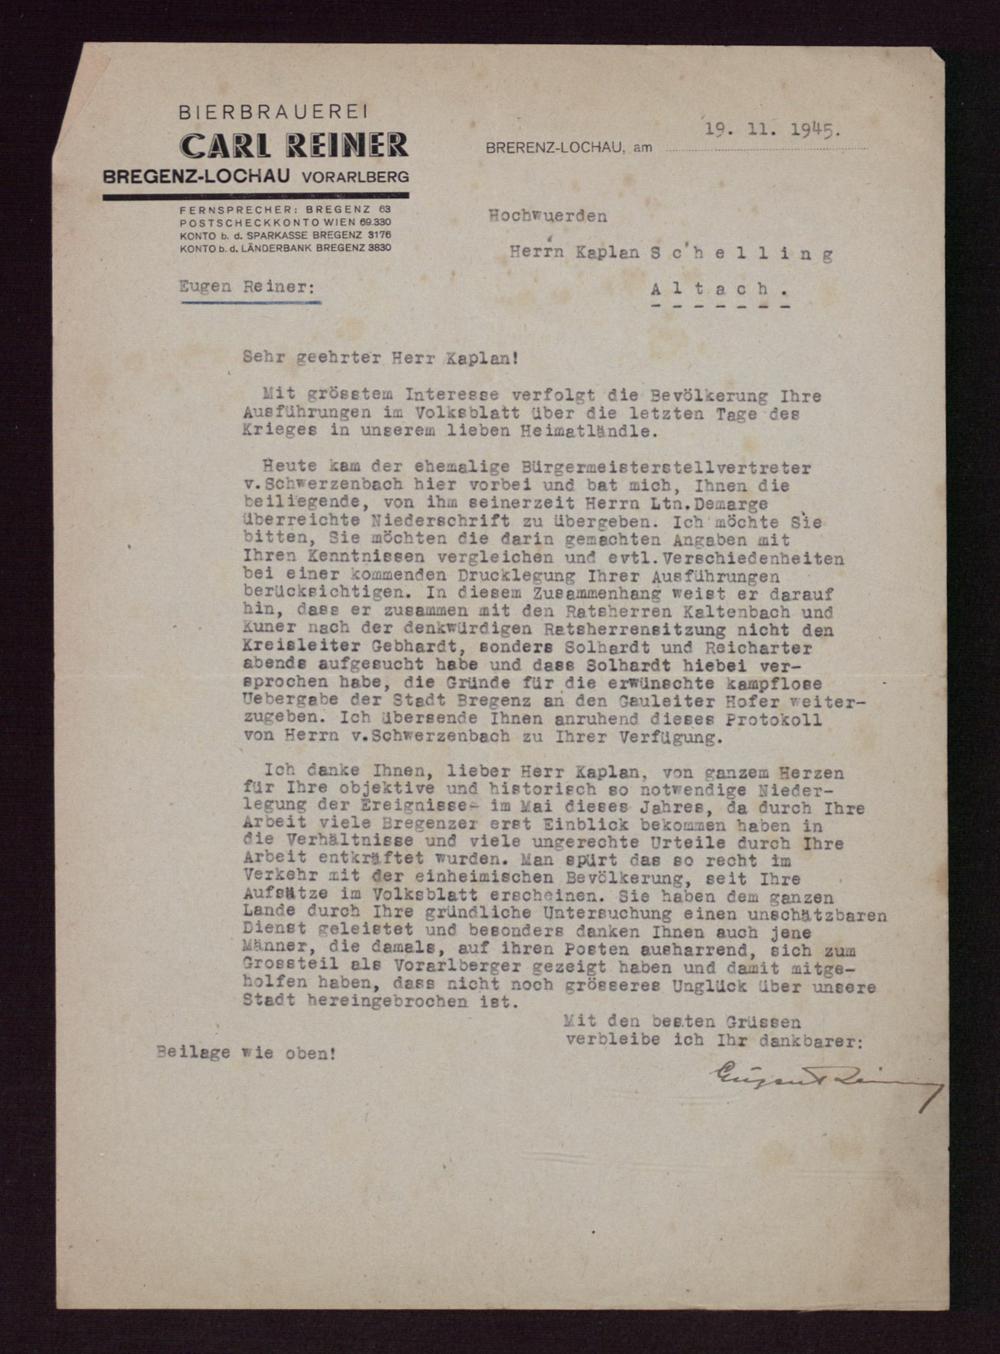 BIERBRAUEREI
CARL REINER
BREGENZ-LOCHAU VORARLBERG
FERNSPRECHER: BREGENZ 63
POSTSCHECKKONTO WIEN 69.330
KONTO b. d. SPARKASSE BREGENZ 3176
KONTO b. d. LÄNDERBANK BREGENZ 3830
BRERENZ-LOCHAU, am 19. 11. 1945.
Hochwuerden
Herrn Kaplan S c h e l l i n g
A l t a c h .
Eugen Reiner:
Sehr geehrter Herr Kaplan!
Mit grösstem Interesse verfolgt die Bevölkerung Ihre
Ausführungen im Volksblatt über die letzten Tage des
Krieges in unserem lieben Heimatländle.
Heute kam der ehemalige Bürgermeisterstellvertreter
v.Schwerzenbach hier vorbei und bat mich, Ihnen die
beiliegende, von ihm seinerzeit Herrn Ltn.Demarge
überreichte Niederschrift zu übergeben. Ich möchte Sie
bitten, Sie möchten die darin gemachten Angaben mit
Ihren Kenntnissen vergleichen und evtl.Verschiedenheiten
bei einer kommenden Drucklegung Ihrer Ausführungen
berücksichtigen. In diesem Zusammenhang weist er darauf
hin, dass er zusammen mit den Ratsherren Kaltenbach und
Kuner nach der denkwürdigen Ratsherrensitzung nicht den
Kreisleiter Gebhardt, sonders Solhardt und Reicharter
abends aufgesucht habe und dass Solhardt hiebei ver-
sprochen habe, die Gründe für die erwünschte kampflose
Uebergabe der Stadt Bregenz an den Gauleiter Hofer weiter-
zugeben. Ich übersende Ihnen anruhend dieses Protokoll
von Herrn v.Schwerzenbach zu Ihrer Verfügung.
Ich danke Ihnen, lieber Herr Kaplan, von ganzem Herzen
für Ihre objektive und historisch so notwendige Nieder-
legung der Ereignisse- im Mai dieses Jahres, da durch Ihre
Arbeit viele Bregenzer erst Einblick bekommen haben in
die Verhältnisse und viele ungerechte Urteile durch Ihre
Arbeit entkräftet wurden. Man spürt das so recht im
Verkehr mit der einheimischen Bevölkerung, seit Ihre
Aufsätze im Volksblatt erscheinen. Sie haben dem ganzen
Lande durch Ihre gründliche Untersuchung einen unschätzbaren
Dienst geleistet und besonders danken Ihnen auch jene
Männer, die damals, auf ihren Posten ausharrend, sich zum
Grossteil als Vorarlberger gezeigt haben und damit mitge-
holfen haben, dass nicht noch grösseres Unglück über unsere
Stadt hereingebrochen ist.
Mit den besten Grüssen
verbleibe ich Ihr dankbarer:
Beilage wie oben!
Eugen Reiner